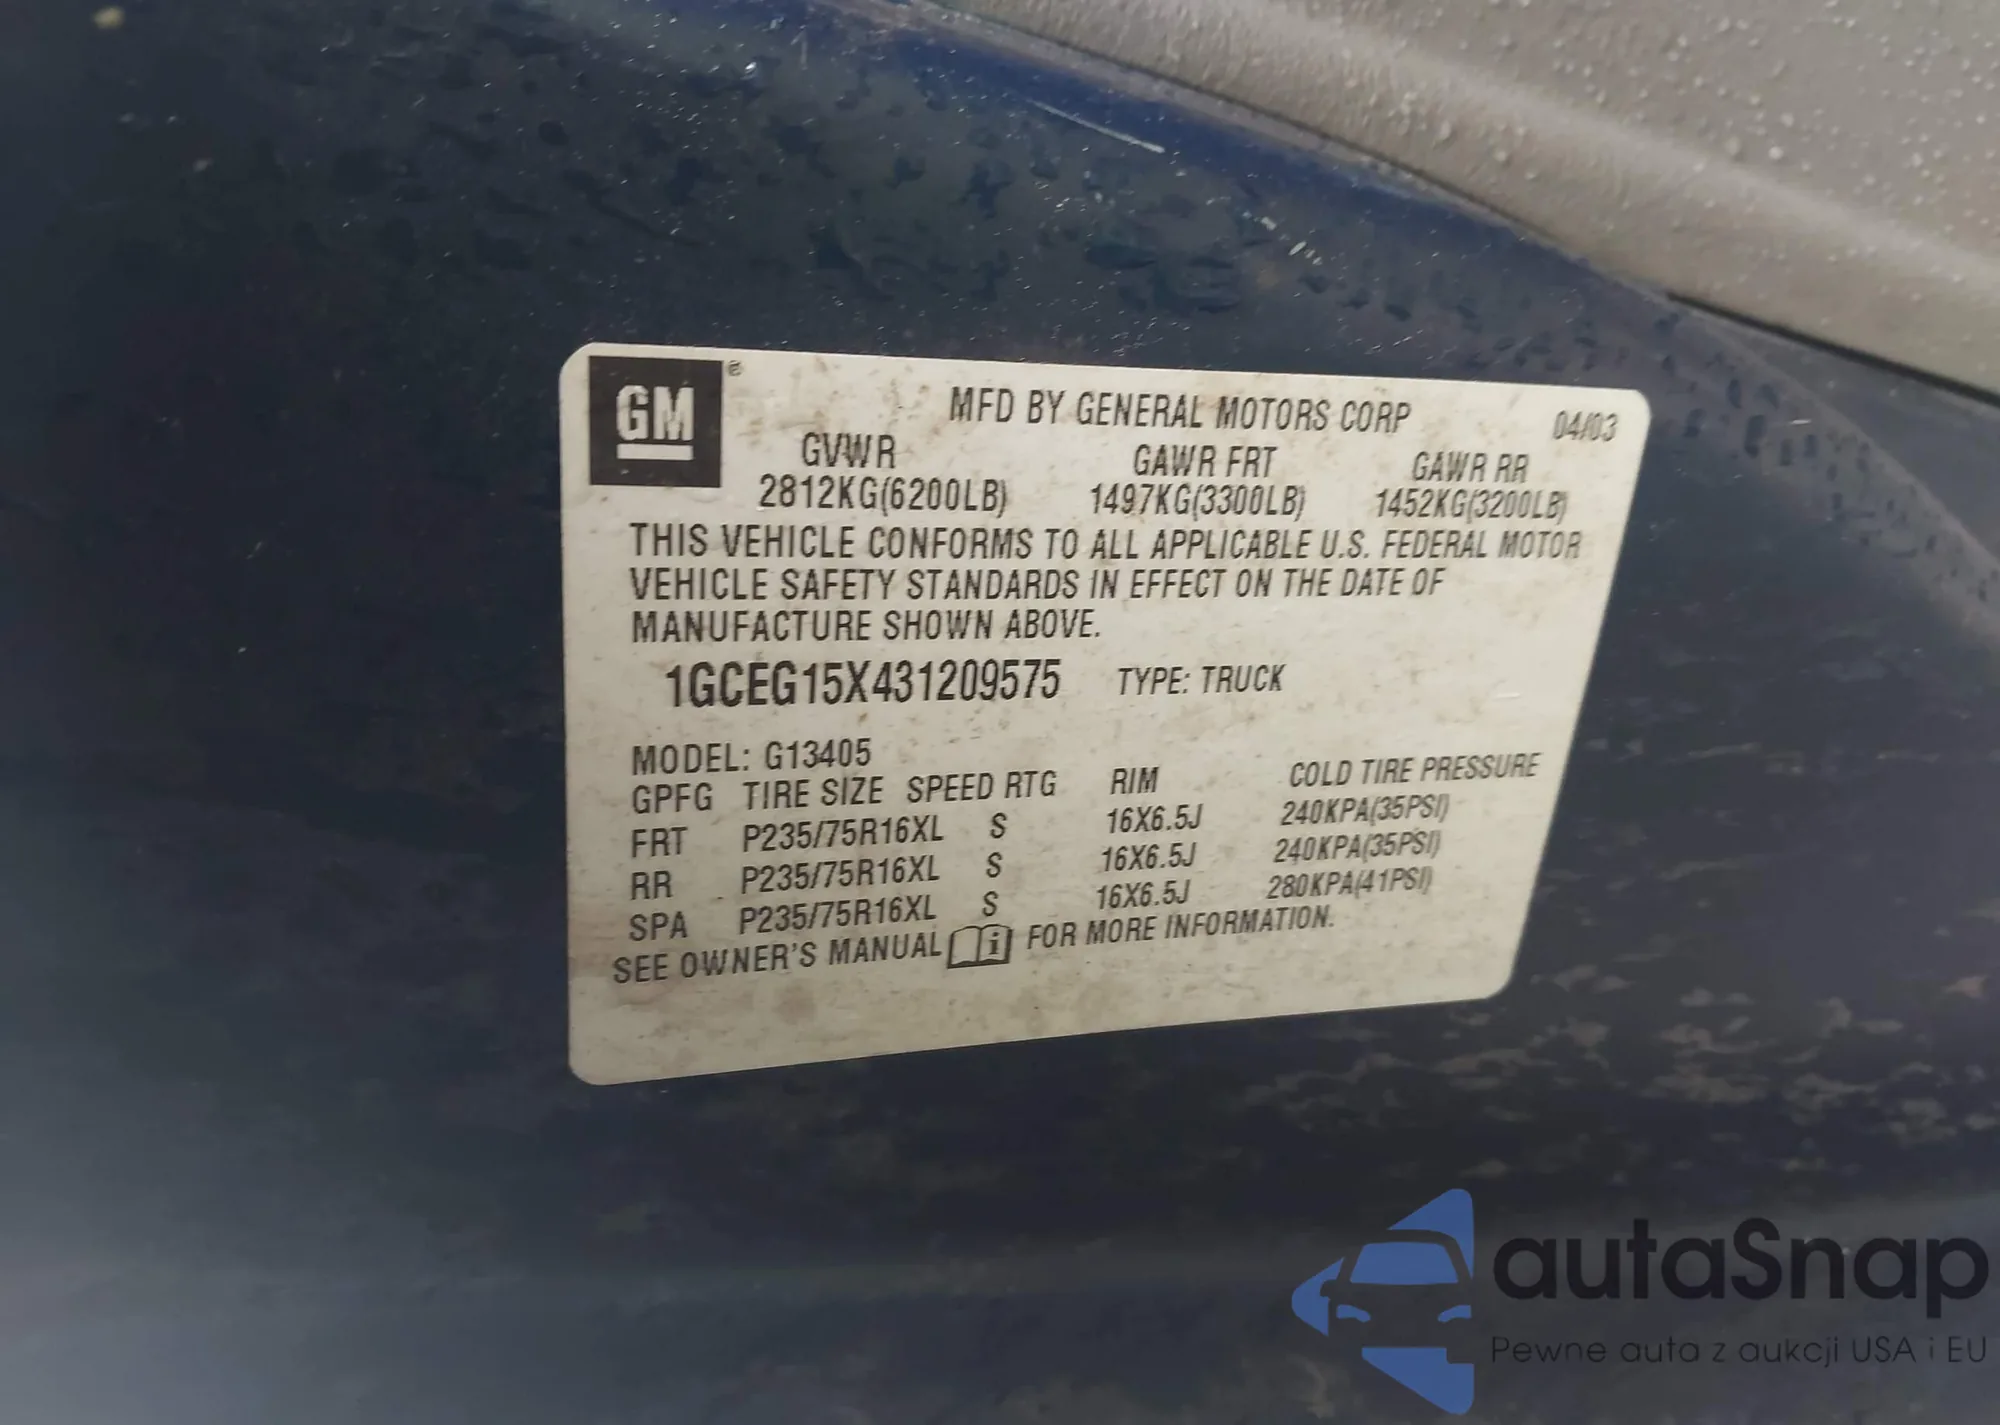 GM®
MFD BY GENERAL MOTORS CORP 04/03
GVWR GAWR FRT GAWR RR
2812KG(6200LB) 1497KG(3300LB) 1452KG(3200LB)
THIS VEHICLE CONFORMS TO ALL APPLICABLE U.S. FEDERAL MOTOR
VEHICLE SAFETY STANDARDS IN EFFECT ON THE DATE OF
MANUFACTURE SHOWN ABOVE.
1GCEG15X431209575 TYPE: TRUCK
MODEL: G13405
GPFG TIRE SIZE SPEED RTG RIM COLD TIRE PRESSURE
FRT P235/75R16XL S 16X6.5J 240KPA(35PSI)
RR P235/75R16XL S 16X6.5J 240KPA(35PSI)
SPA P235/75R16XL S 16X6.5J 280KPA(41PSI)
SEE OWNER'S MANUAL i FOR MORE INFORMATION.
autaSnap
Pewne auta z aukcji USA i EU